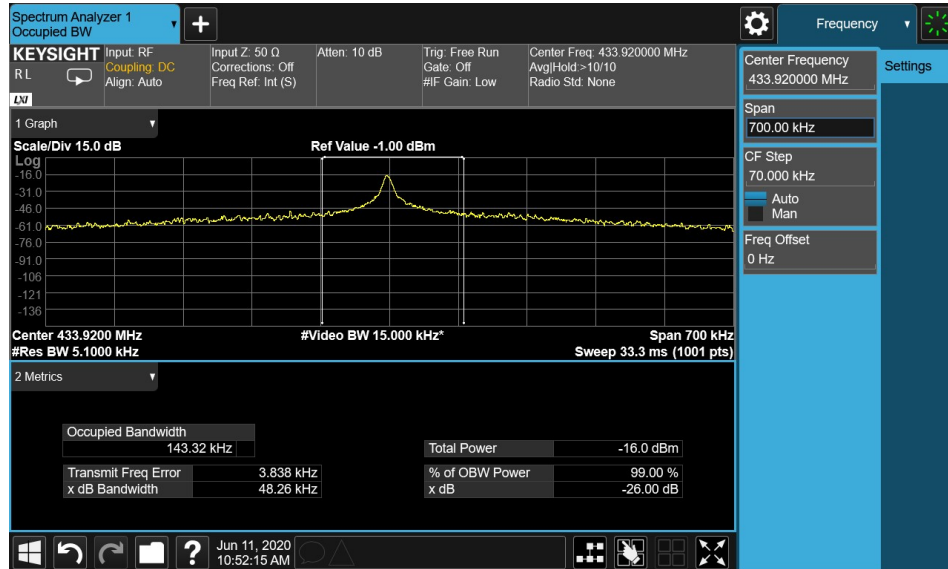 Spectrum Analyzer 1
Occupied BW
+
Frequency
KEYSIGHT
RL
LXI
Input: RF
Coupling: DC
Align: Auto
Input Z: 50 Ω
Corrections: Off
Freq Ref: Int (S)
Atten: 10 dB
Trig: Free Run
Gate: Off
#IF Gain: Low
Center Freq: 433.920000 MHz
Avg|Hold:>10/10
Radio Std: None
Center Frequency
433.920000 MHz
Settings
Span
700.00 kHz
CF Step
70.000 kHz
Auto
Man
Freq Offset
0 Hz
1 Graph
Scale/Div 15.0 dB
Ref Value -1.00 dBm
Log
-16.0
-31.0
-46.0
-61.0
-76.0
-91.0
-106
-121
-136
Center 433.9200 MHz
#Video BW 15.000 kHz*
Span 700 kHz
#Res BW 5.1000 kHz
Sweep 33.3 ms (1001 pts)
2 Metrics
Occupied Bandwidth
143.32 kHz
Total Power -16.0 dBm
Transmit Freq Error 3.838 kHz
% of OBW Power 99.00 %
x dB Bandwidth 48.26 kHz
x dB -26.00 dB
?
Jun 11, 2020
10:52:15 AM